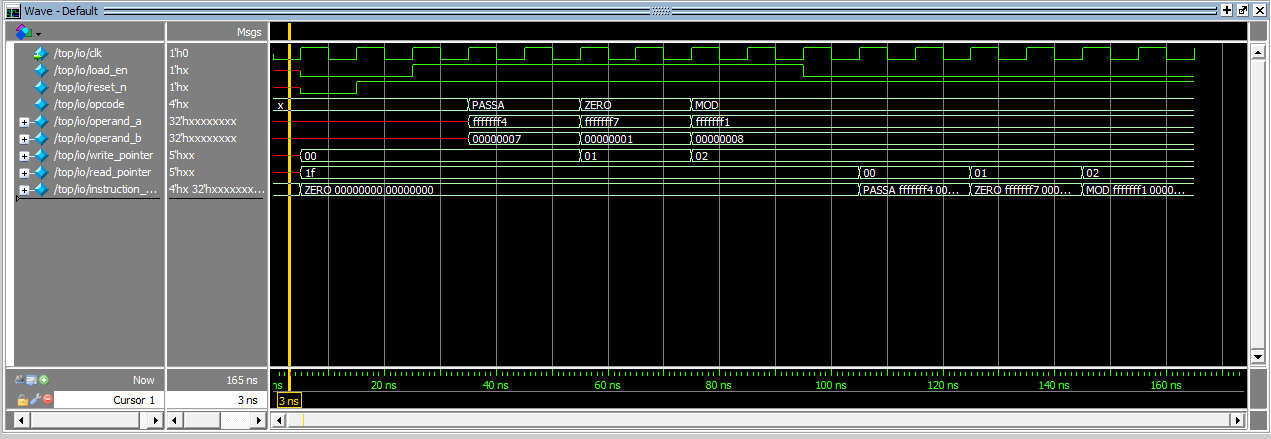 Wave - Default
Msgs
/top/io/clk 1'h0
/top/io/load_en 1'hx
/top/io/reset_n 1'hx
/top/io/opcode 4'hx x PASSA ZERO MOD
/top/io/operand_a 32'hxxxxxxxx fffffff4 fffffff7 fffffff1
/top/io/operand_b 32'hxxxxxxxx 00000007 00000001 00000008
/top/io/write_pointer 5'hxx 00 01 02
/top/io/read_pointer 5'hxx 1f 00 01 02
/top/io/instruction_... 4'hx 32'hxxxxxxx... ZERO 00000000 00000000 PASSA fffffff4 00... ZERO fffffff7 000... MOD fffffff1 0000...
Now 165 ns ns 20 ns 40 ns 60 ns 80 ns 100 ns 120 ns 140 ns 160 ns
Cursor 1 3 ns 3 ns